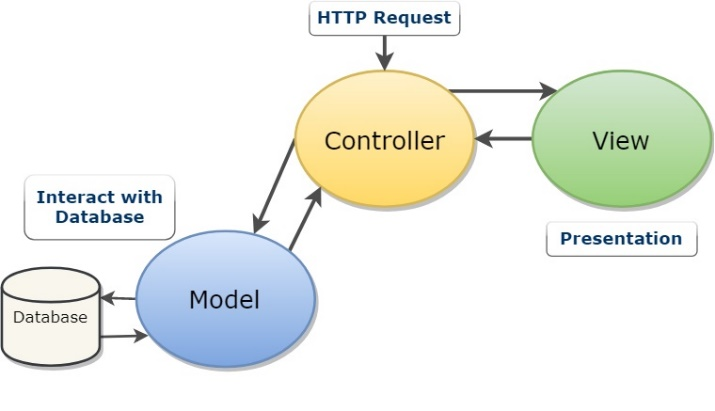 HTTP Request
Controller
View
Interact with
Database
Presentation
Model
Database